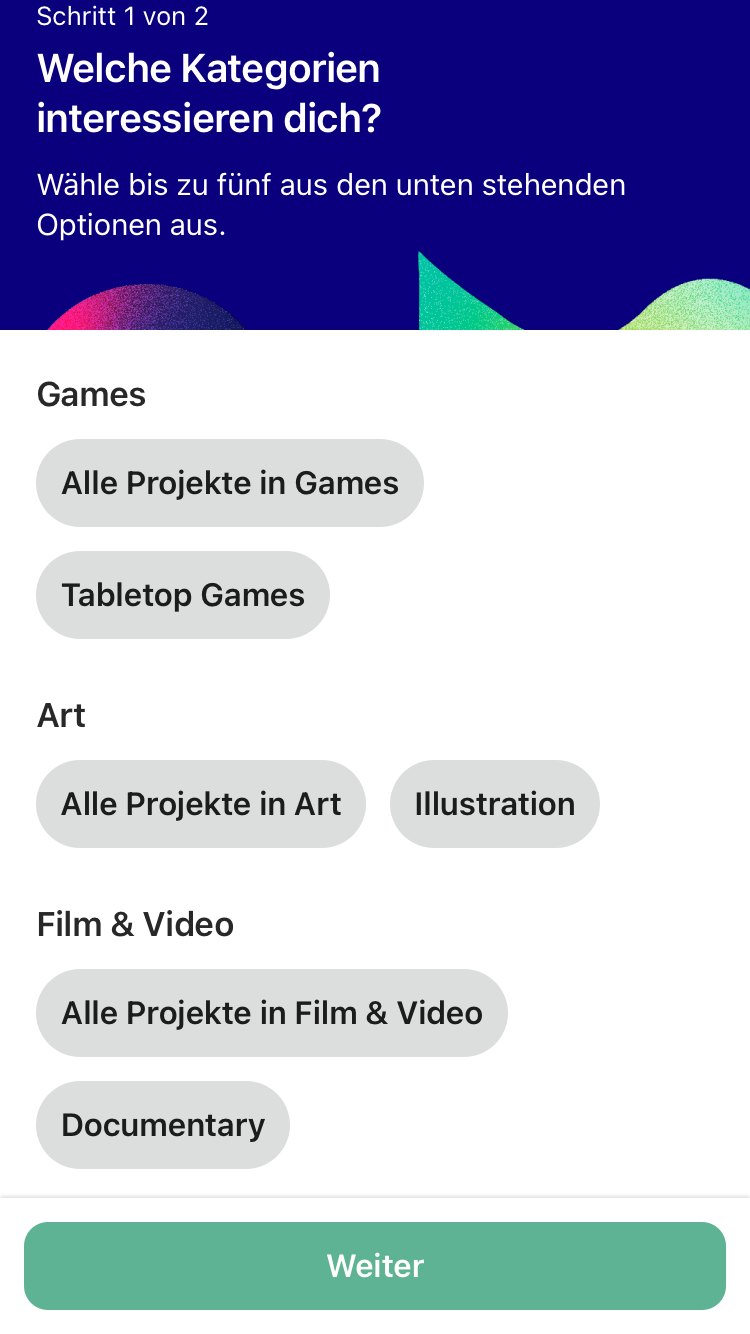 Schritt 1 von 2
Welche Kategorien
interessieren dich?
Wähle bis zu fünf aus den unten stehenden
Optionen aus.
Games
Alle Projekte in Games
Tabletop Games
Art
Alle Projekte in Art
Illustration
Film & Video
Alle Projekte in Film & Video
Documentary
Weiter